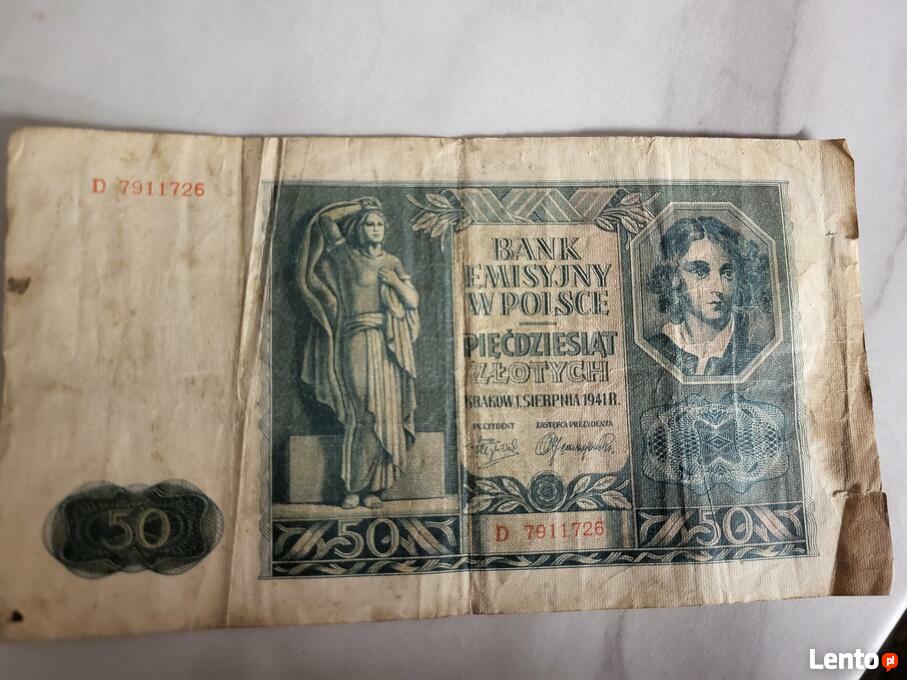 D 7911726
BANK
EMISYJNY
W POLSCE
PIĘĆDZIESIĄT
ZŁOTYCH
KRAKÓW 1. SIERPNIA 1941 R.
PREZYDENT ZASTĘPCA PREZYDENTA
50
50
D 7911726
50
Lento.pl